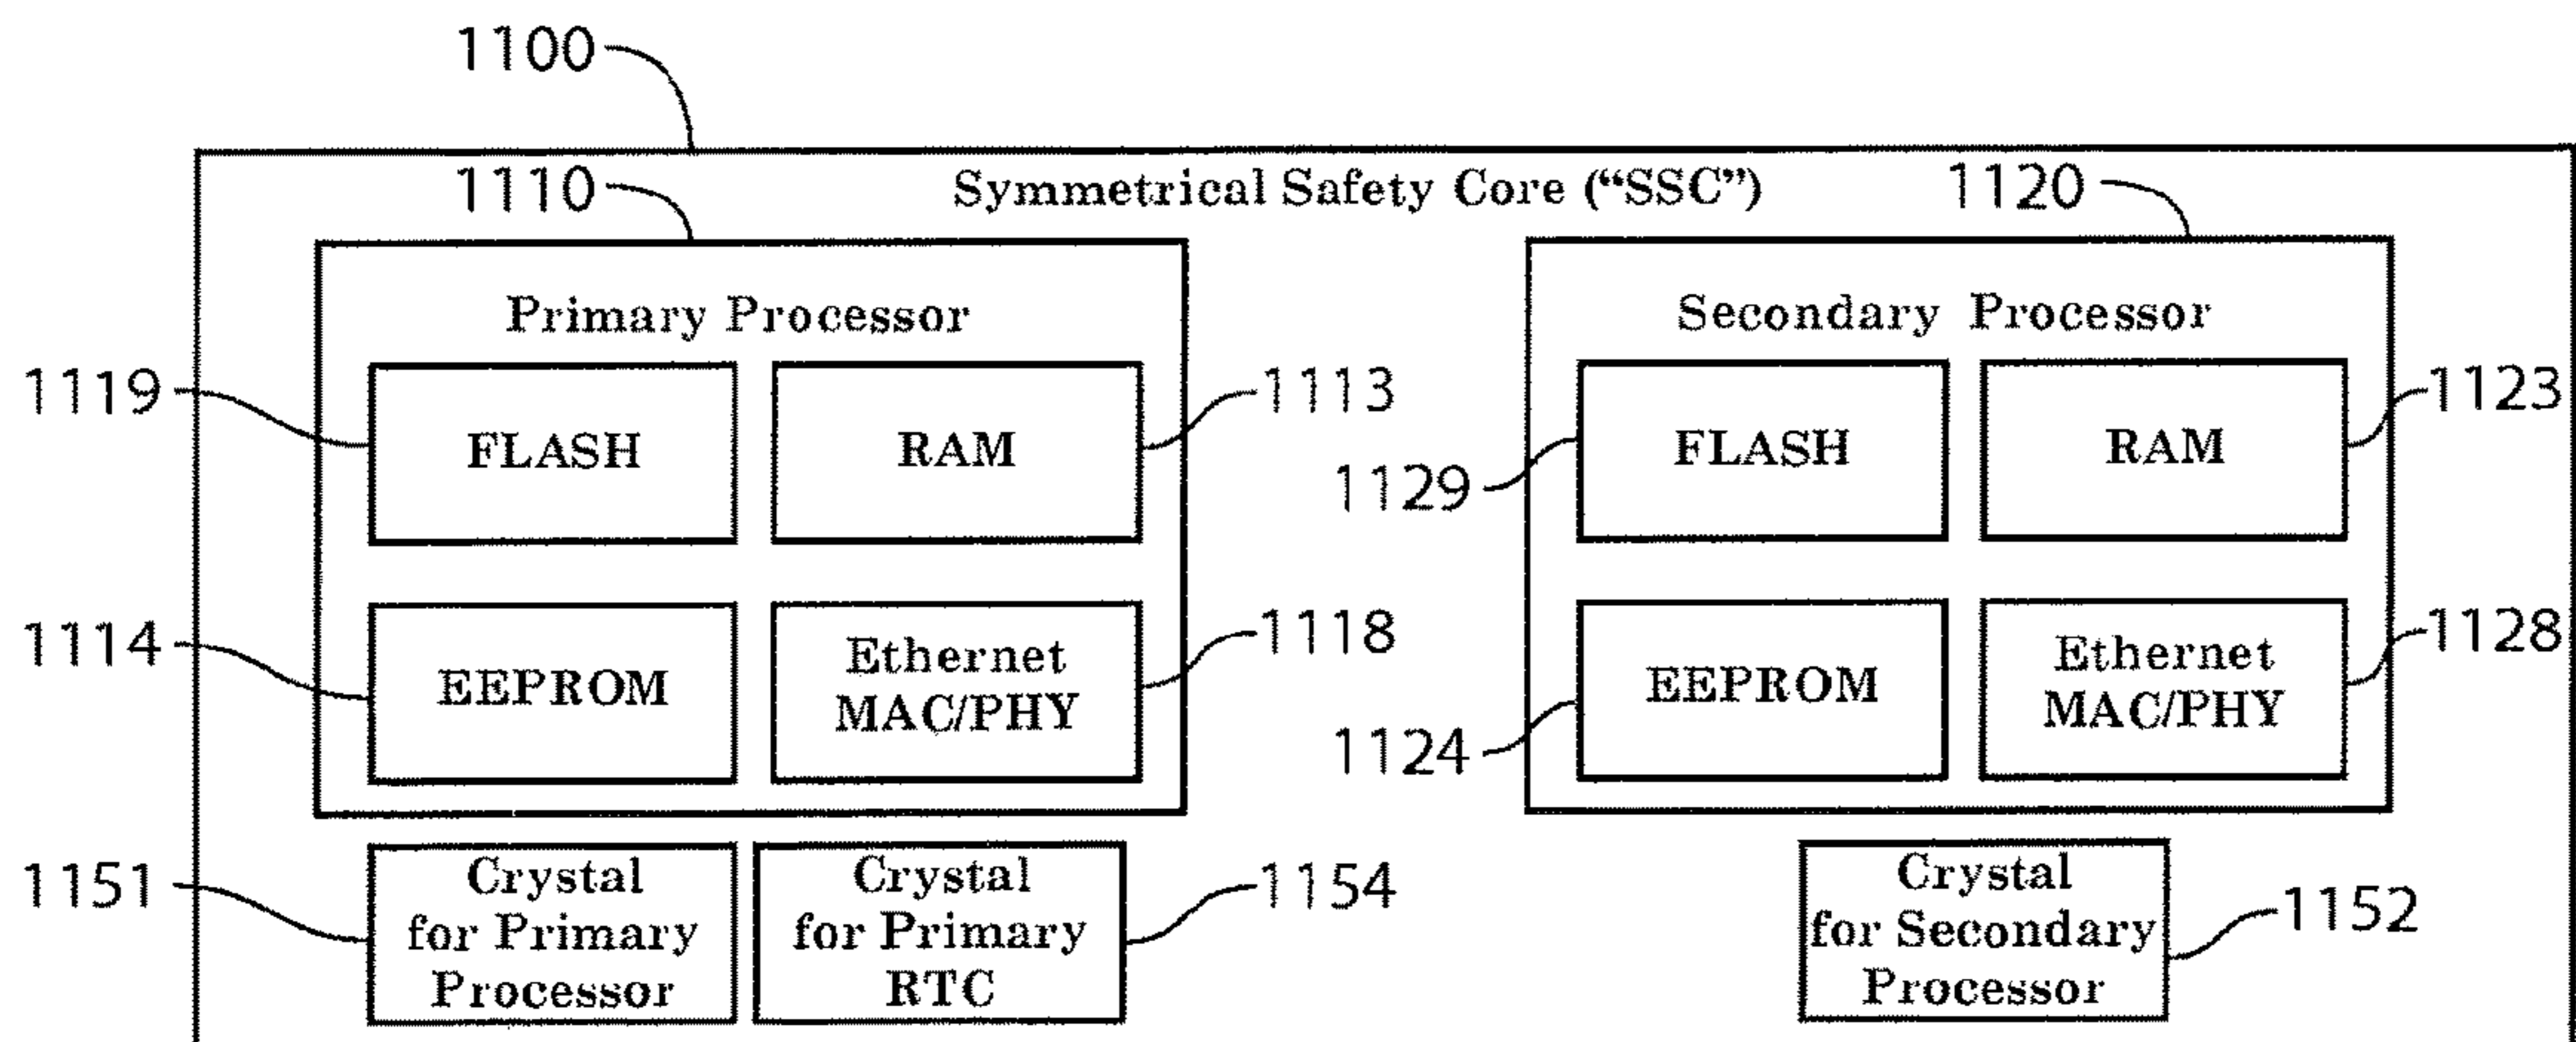 1100
Symmetrical Safety Core (“SSC”)
1110
1120
Primary Processor
Secondary Processor
1119
FLASH
RAM
1113
1129
FLASH
RAM
1123
1114
EEPROM
Ethernet
MAC/PHY
1118
1124
EEPROM
Ethernet
MAC/PHY
1128
1151
Crystal
for Primary
Processor
Crystal
for Primary
RTC
1154
Crystal
for Secondary
Processor
1152